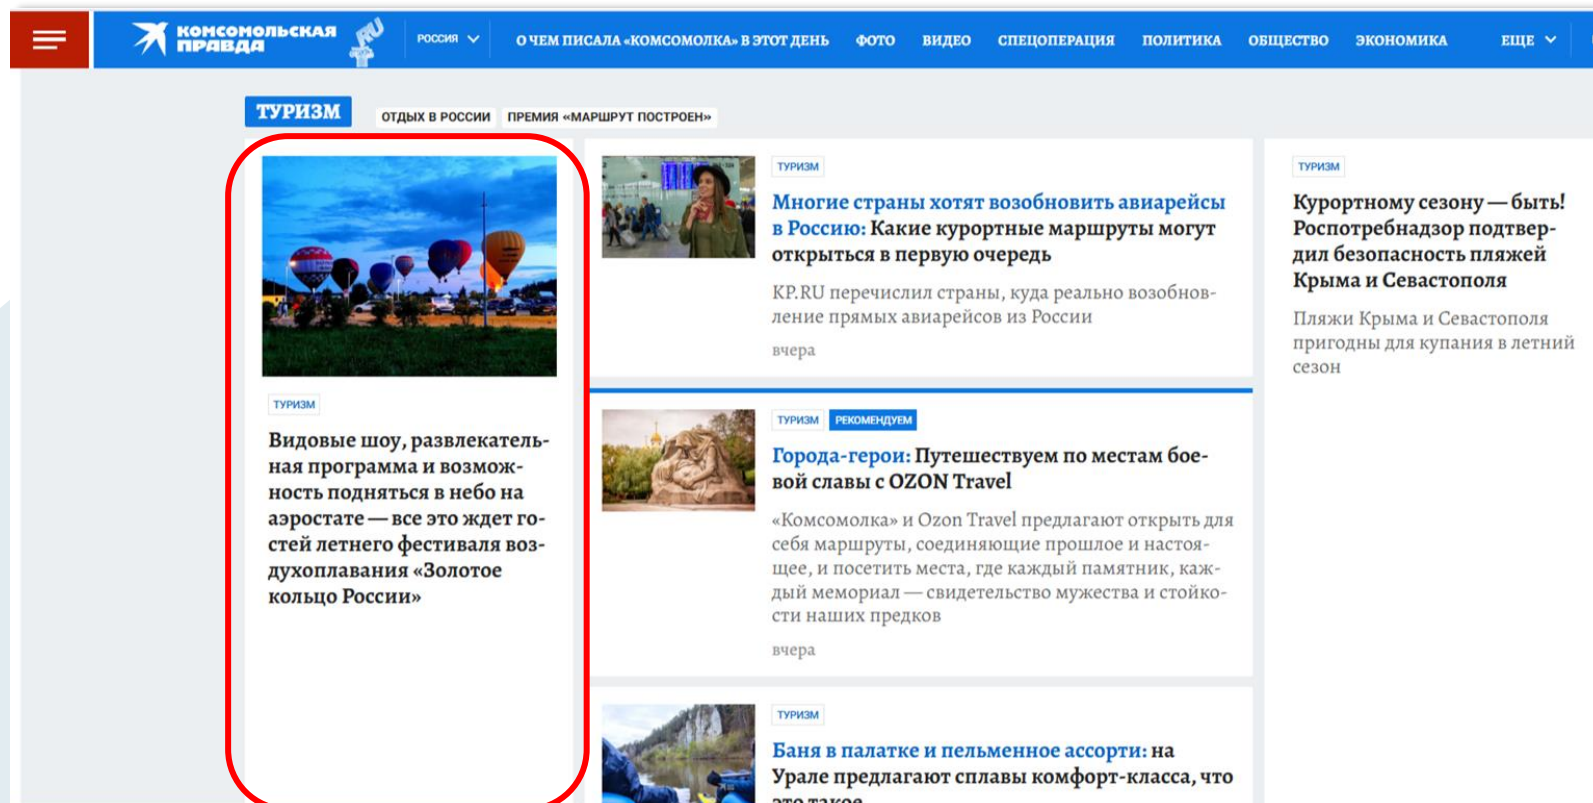 КОМСОМОЛЬСКАЯ
ПРАВДА
RU
РОССИЯ
О ЧЕМ ПИСАЛА «КОМСОМОЛКА» В ЭТОТ ДЕНЬ
ФОТО
ВИДЕО
СПЕЦОПЕРАЦИЯ
ПОЛИТИКА
ОБЩЕСТВО
ЭКОНОМИКА
ЕЩЕ
ТУРИЗМ
ОТДЫХ В РОССИИ
ПРЕМИЯ «МАРШРУТ ПОСТРОЕН»
ТУРИЗМ
Видовые шоу, развлекатель-
ная программа и возмож-
ность подняться в небо на
аэростате — все это ждет го-
стей летнего фестиваля воз-
духоплавания «Золотое
кольцо России»
ТУРИЗМ
Многие страны хотят возобновить авиарейсы
в Россию: Какие курортные маршруты могут
открыться в первую очередь
KP.RU перечислил страны, куда реально возобнов-
ление прямых авиарейсов из России
вчера
ТУРИЗМ
РЕКОМЕНДУЕМ
Города-герои: Путешествуем по местам бое-
вой славы с OZON Travel
«Комсомолка» и Ozon Travel предлагают открыть для
себя маршруты, соединяющие прошлое и настоя-
щее, и посетить места, где каждый памятник, каж-
дый мемориал — свидетельство мужества и стойко-
сти наших предков
вчера
ТУРИЗМ
Баня в палатке и пельменное ассорти: на
Урале предлагают сплавы комфорт-класса, что
это такое
ТУРИЗМ
Курортному сезону — быть!
Роспотребнадзор подтвер-
дил безопасность пляжей
Крыма и Севастополя
Пляжи Крыма и Севастополя
пригодны для купания в летний
сезон